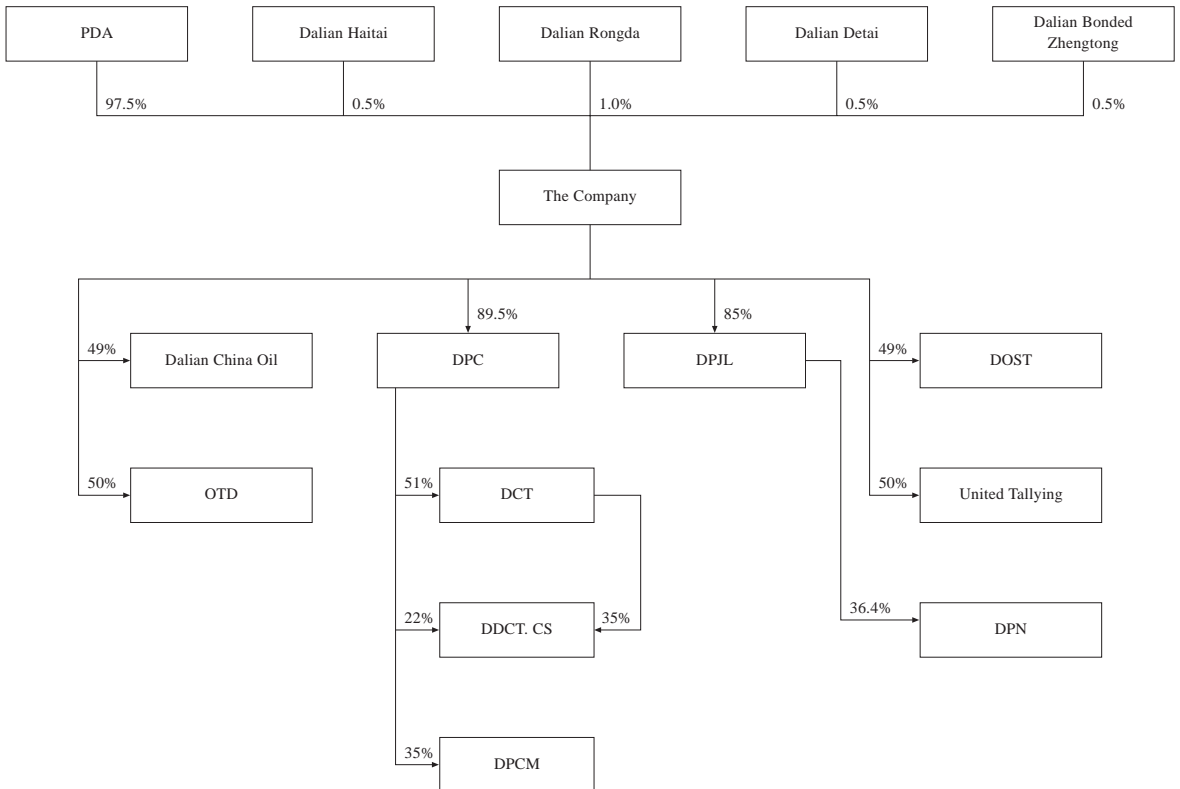 PDA
Dalian Haitai
Dalian Rongda
Dalian Detai
Dalian Bonded
Zhengtong
97.5%
0.5%
1.0%
0.5%
0.5%
The Company
89.5%
85%
49%
Dalian China Oil
DPC
DPJL
49%
DOST
50%
OTD
51%
DCT
50%
United Tallying
22%
DDCT. CS
35%
36.4%
DPN
35%
DPCM